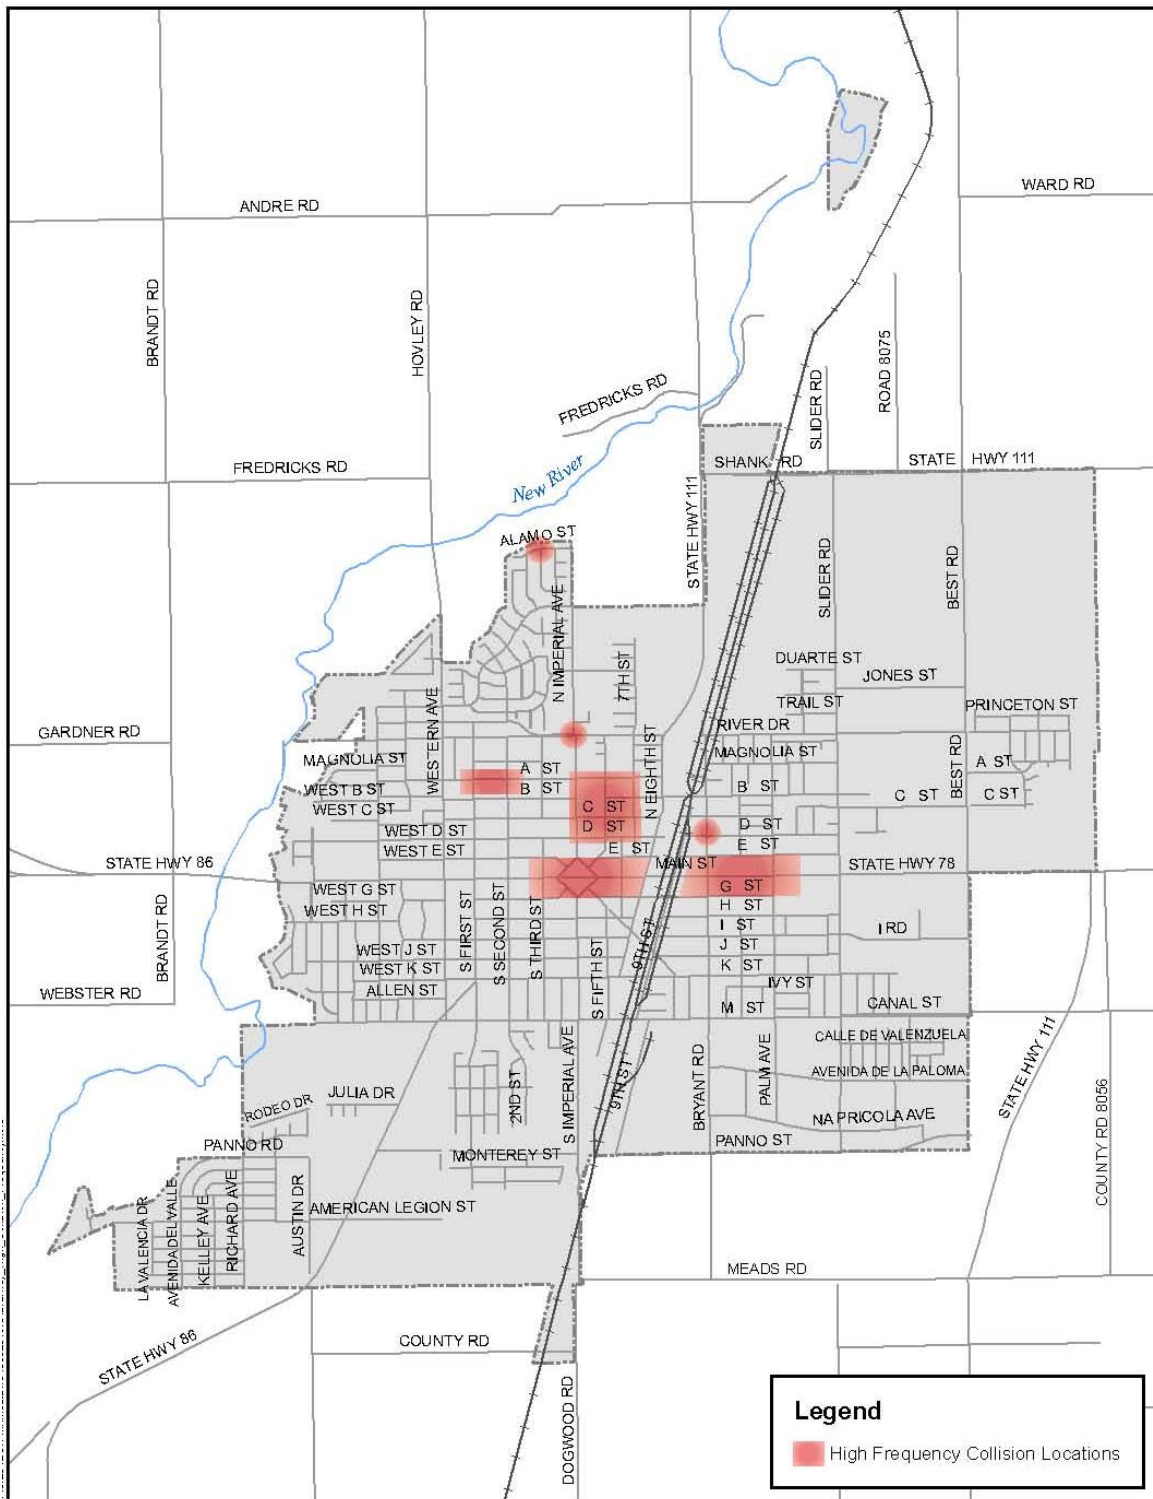 WARD RD
ANDRE RD
BRANDT RD
HOVLEY RD
FREDRICKS RD
SLIDER RD
ROAD 8075
FREDRICKS RD
SHANK RD
STATE HWY 111
New River
STATE HWY 111
ALAMO ST
SLIDER RD
BEST RD
N IMPERIAL AVE
7TH ST
DUARTE ST
JONES ST
TRAIL ST
PRINCETON ST
WESTERN AVE
RIVER DR
GARDNER RD
MAGNOLIA ST
N EIGHTH ST
MAGNOLIA ST
BEST RD
A ST
A ST
WEST B ST
B ST
B ST
C ST
C ST
WEST C ST
C ST
WEST D ST
D ST
D ST
WEST E ST
E ST
E ST
STATE HWY 86
MAIN ST
STATE HWY 78
WEST G ST
G ST
WEST H ST
H ST
BRANDT RD
S FIRST ST
S SECOND ST
S THIRD ST
S FIFTH ST
9TH ST
I ST
I RD
WEST J ST
J ST
WEST K ST
K ST
WEBSTER RD
ALLEN ST
IVY ST
M ST
CANAL ST
CALLE DE VALENZUELA
S IMPERIAL AVE
BRYANT RD
PALM AVE
STATE HWY 111
AVENIDA DE LA PALOMA
2ND ST
9TH ST
JULIA DR
RODEO DR
NA PRICOLA AVE
COUNTY RD 8056
PANNO RD
PANNO ST
MONTEREY ST
LA VALENCIA DR
AVENIDA DEL VALLE
KELLEY AVE
RICHARD AVE
AUSTIN DR
AMERICAN LEGION ST
MEADS RD
STATE HWY 86
COUNTY RD
DOGWOOD RD
Legend
High Frequency Collision Locations